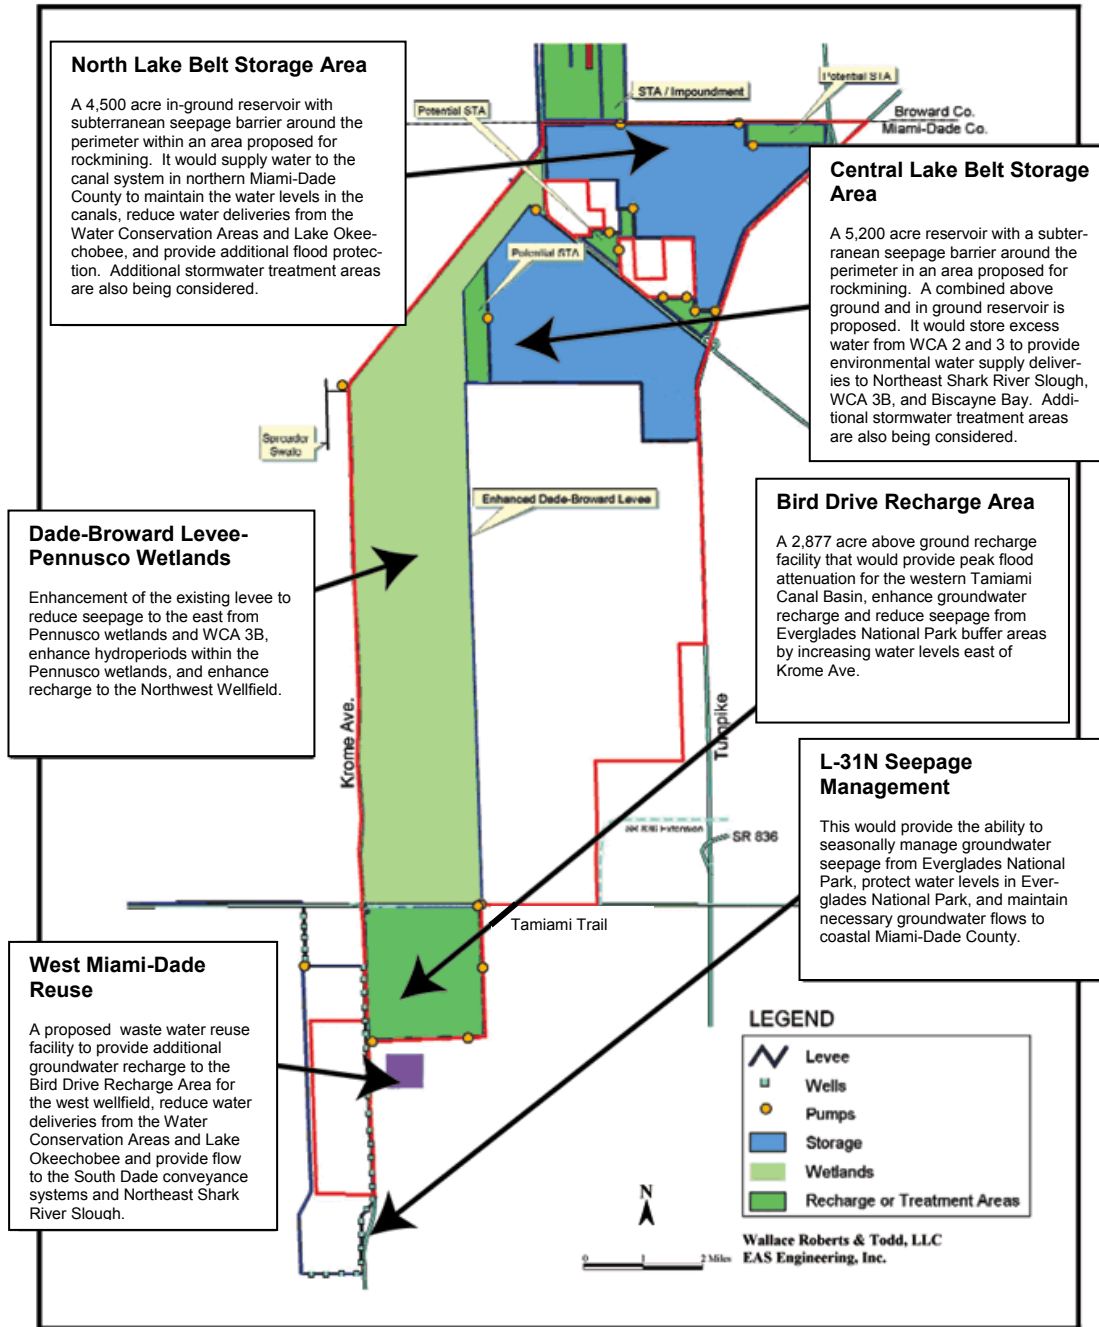 North Lake Belt Storage Area
A 4,500 acre in-ground reservoir with
subterranean seepage barrier around the
perimeter within an area proposed for
rockmining.  It would supply water to the
canal system in northern Miami-Dade
County to maintain the water levels in the
canals, reduce water deliveries from the
Water Conservation Areas and Lake Okee-
chobee, and provide additional flood protec-
tion.  Additional stormwater treatment areas
are also being considered.
Potential STA
STA / Impoundment
Potential STA
Broward Co.
Miami-Dade Co.
Central Lake Belt Storage
Area
A 5,200 acre reservoir with a subter-
ranean seepage barrier around the
perimeter in an area proposed for
rockmining.  A combined above
ground and in ground reservoir is
proposed.  It would store excess
water from WCA 2 and 3 to provide
environmental water supply deliver-
ies to Northeast Shark River Slough,
WCA 3B, and Biscayne Bay.  Addi-
tional stormwater treatment areas
are also being considered.
Potential STA
Spreader
Swale
Enhanced Dade-Broward Levee
Dade-Broward Levee-
Pennusco Wetlands
Enhancement of the existing levee to
reduce seepage to the east from
Pennusco wetlands and WCA 3B,
enhance hydroperiods within the
Pennusco wetlands, and enhance
recharge to the Northwest Wellfield.
Bird Drive Recharge Area
A 2,877 acre above ground recharge
facility that would provide peak flood
attenuation for the western Tamiami
Canal Basin, enhance groundwater
recharge and reduce seepage from
Everglades National Park buffer areas
by increasing water levels east of
Krome Ave.
Krome Ave.
Turnpike
L-31N Seepage
Management
This would provide the ability to
seasonally manage groundwater
seepage from Everglades National
Park, protect water levels in Ever-
glades National Park, and maintain
necessary groundwater flows to
coastal Miami-Dade County.
SR 836 Extension
SR 836
Tamiami Trail
West Miami-Dade
Reuse
A proposed  waste water reuse
facility to provide additional
groundwater recharge to the
Bird Drive Recharge Area for
the west wellfield, reduce water
deliveries from the Water
Conservation Areas and Lake
Okeechobee and provide flow
to the South Dade conveyance
systems and Northeast Shark
River Slough.
LEGEND
Levee
Wells
Pumps
Storage
Wetlands
Recharge or Treatment Areas
N
0 1 2 Miles
Wallace Roberts & Todd, LLC
EAS Engineering, Inc.